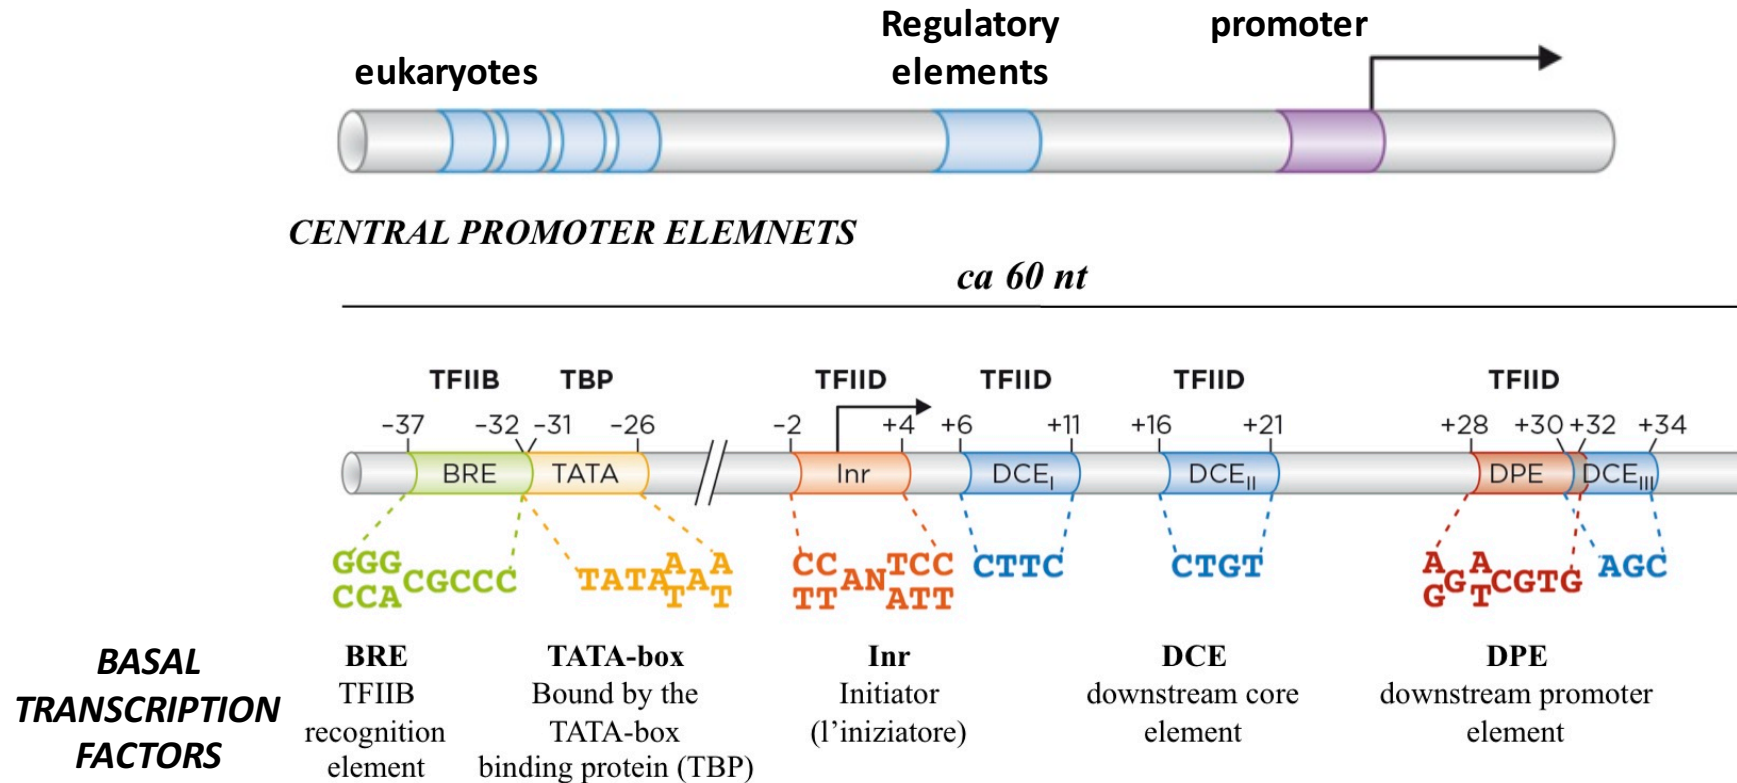 eukaryotes
Regulatory
elements
promoter
CENTRAL PROMOTER ELEMNETS
ca 60 nt
TFIIB TBP TFIID TFIID TFIID TFIID
-37 -32 -31 -26 -2 +4 +6 +11 +16 +21 +28 +30 +32 +34
BRE TATA Inr DCEI DCEII DPE DCEIII
GGG
CCA
CGCCC
TATA
A
T
A
A
T
CC
TT
AN
TCC
ATT
CTTC
CTGT
A
G
G
A
T
CGTG
AGC
BASAL
TRANSCRIPTION
FACTORS
BRE
TFIIB
recognition
element
TATA-box
Bound by the
TATA-box
binding protein (TBP)
Inr
Initiator
(l'iniziatore)
DCE
downstream core
element
DPE
downstream promoter
element